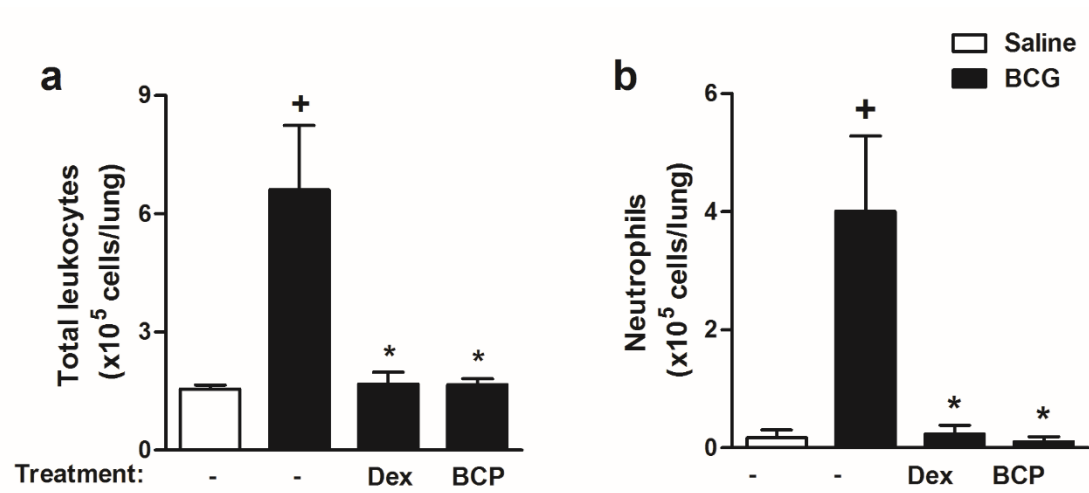 Saline
BCG
a
b
Total leukocytes
(x10⁵ cells/lung)
9
6
3
0
+
*
*
Treatment:
-
-
Dex
BCP
Neutrophils
(x10⁵ cells/lung)
6
4
2
0
+
*
*
-
-
Dex
BCP